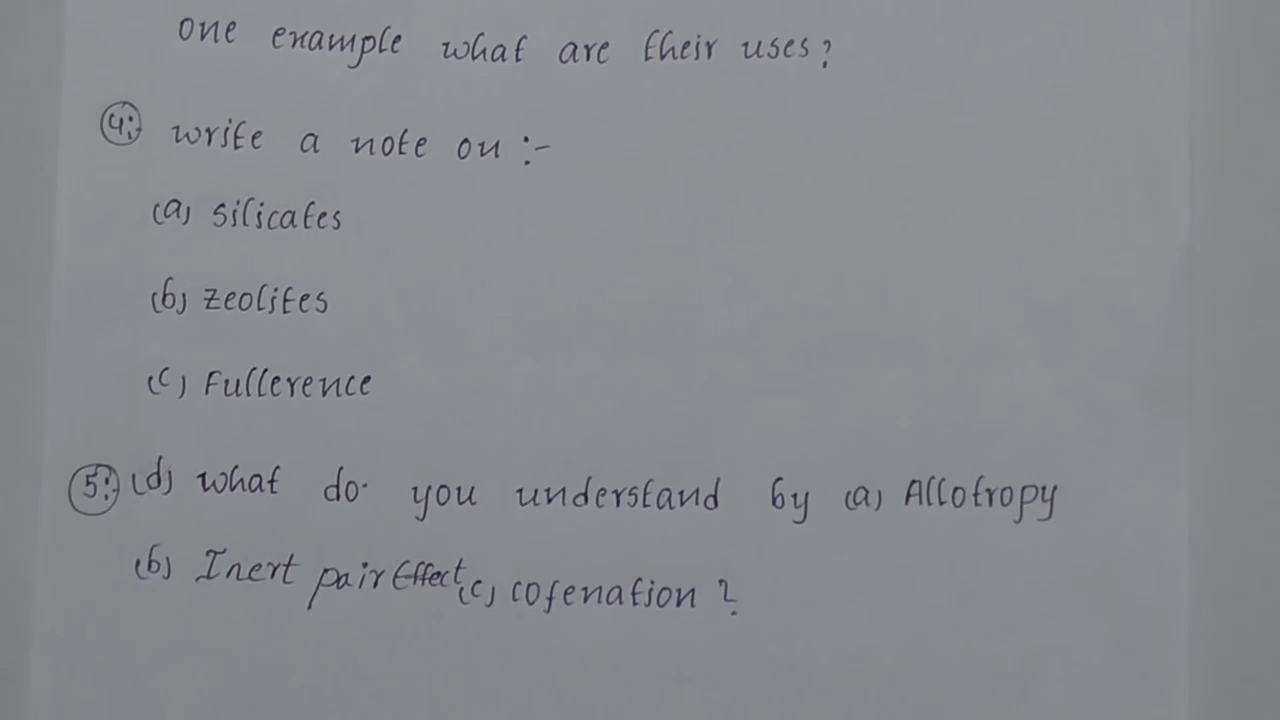 one example what are their uses?
4:- write a note on :-
(a) silicates
(b) zeolites
(c) Fullerence
5:- (d) what do you understand by (a) Allotropy
(b) Inert pair Effect, (c) cotenation ?